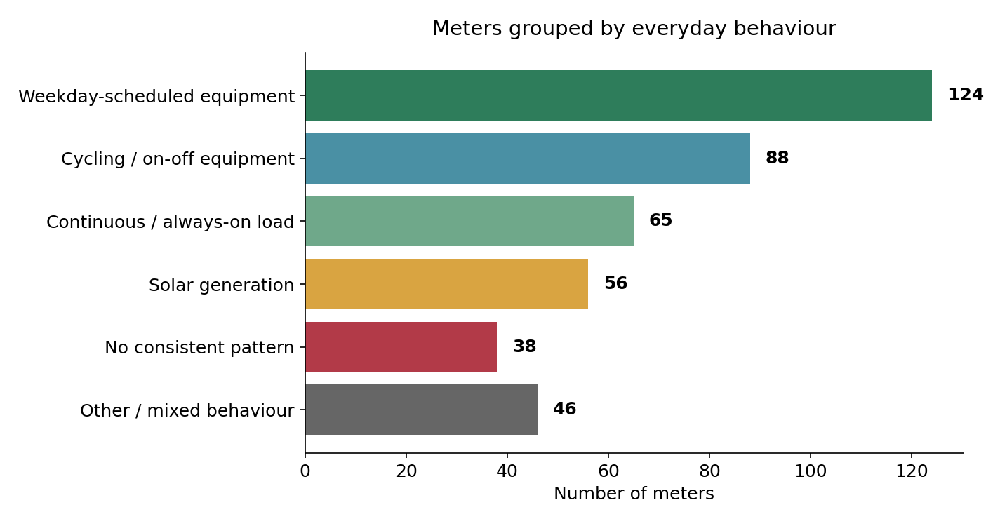 Meters grouped by everyday behaviour
Weekday-scheduled equipment 124
Cycling / on-off equipment 88
Continuous / always-on load 65
Solar generation 56
No consistent pattern 38
Other / mixed behaviour 46
0 20 40 60 80 100 120
Number of meters